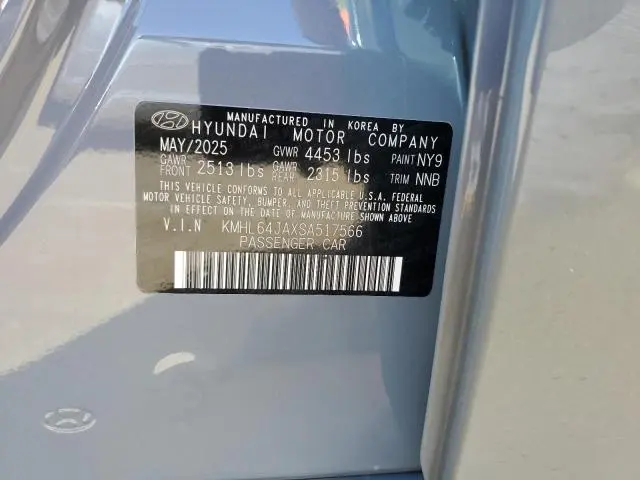 MANUFACTURED IN KOREA BY
HYUNDAI MOTOR COMPANY
MAY/2025 GVWR 4453 lbs PAINT NY9
GAWR FRONT 2513 lbs GAWR REAR 2315 lbs TRIM NNB
THIS VEHICLE CONFORMS TO ALL APPLICABLE U.S.A. FEDERAL
MOTOR VEHICLE SAFETY, BUMPER, AND THEFT PREVENTION STANDARDS
IN EFFECT ON THE DATE OF MANUFACTURE SHOWN ABOVE.
V.I.N KMHL64JAXSA517566
PASSENGER CAR